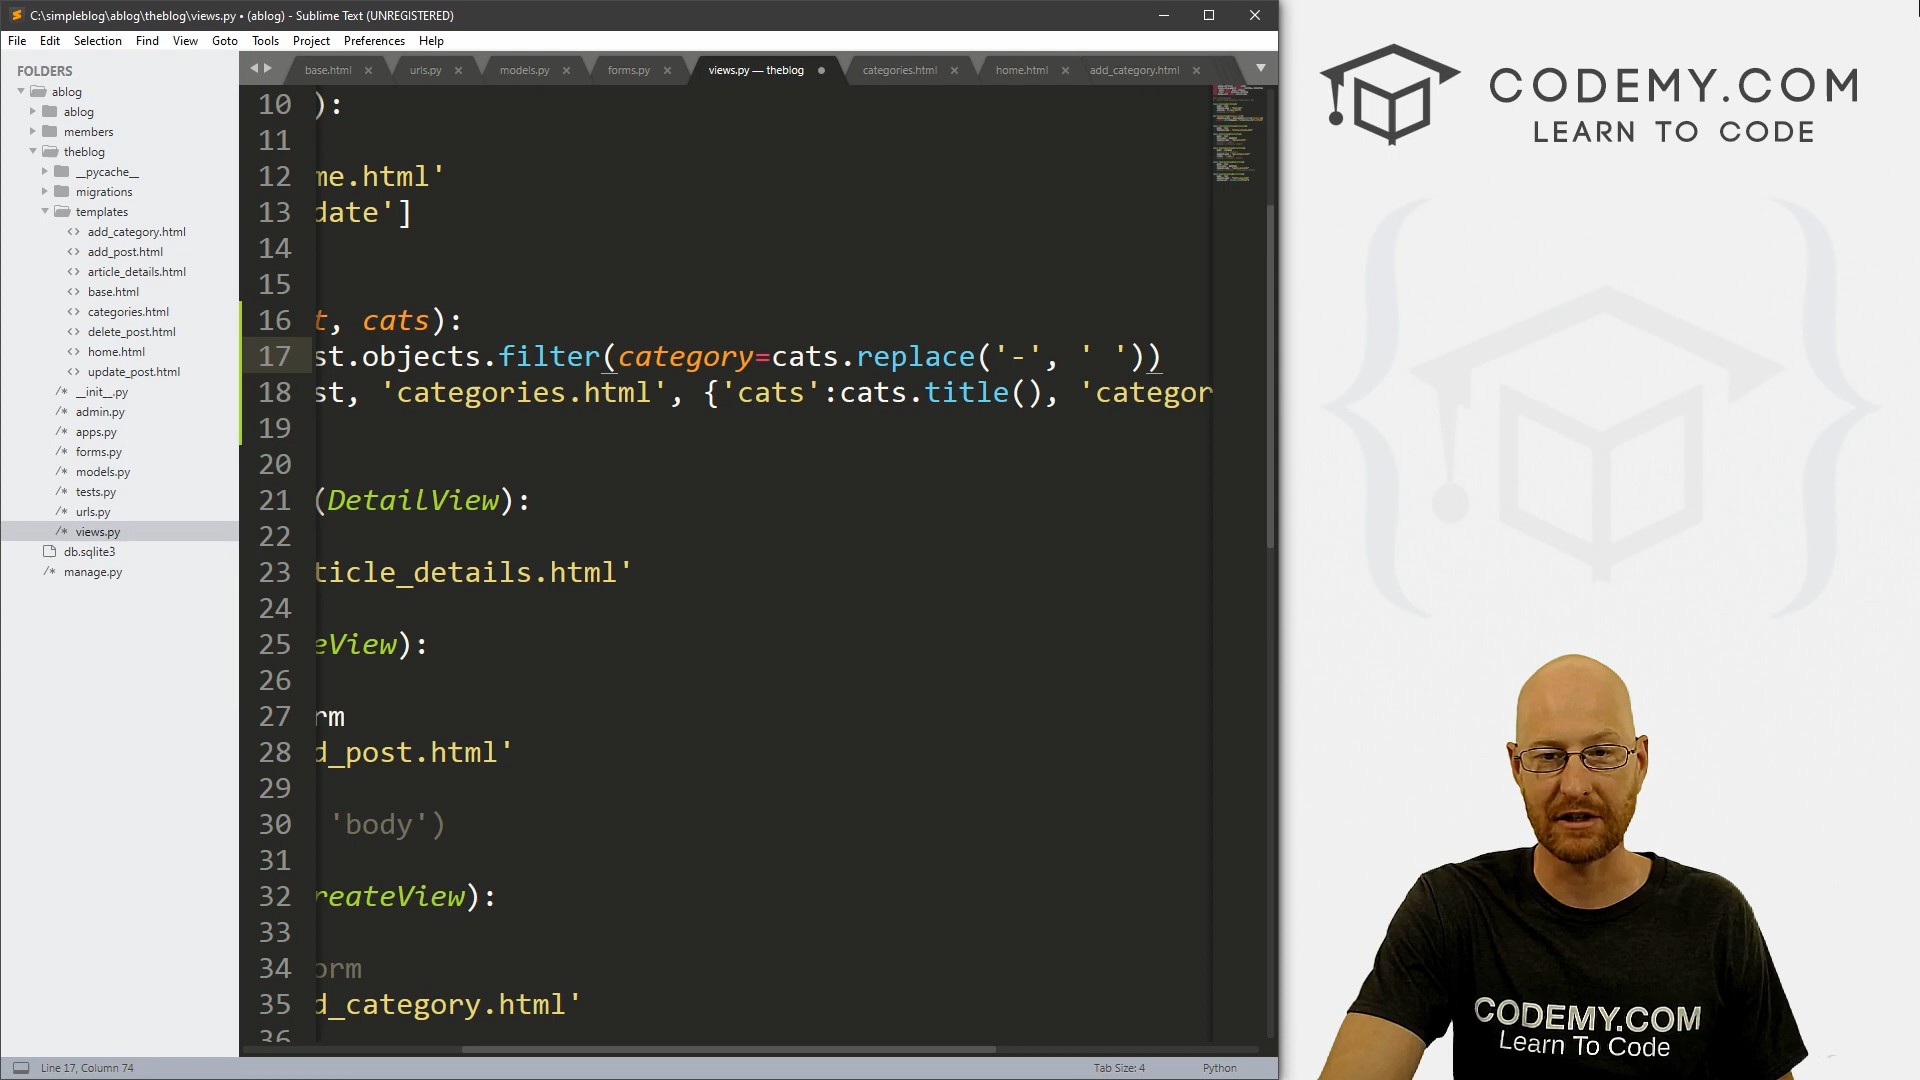 C:\simpleblog\ablog\theblog\views.py • (ablog) - Sublime Text (UNREGISTERED)
File Edit Selection Find View Goto Tools Project Preferences Help
FOLDERS
ablog
ablog
members
theblog
__pycache__
migrations
templates
add_category.html
add_post.html
article_details.html
base.html
categories.html
delete_post.html
home.html
update_post.html
__init__.py
admin.py
apps.py
forms.py
models.py
tests.py
urls.py
views.py
db.sqlite3
manage.py
base.html urls.py models.py forms.py views.py — theblog categories.html home.html add_category.html
10 ):
11
12 me.html'
13 date']
14
15
16 t, cats):
17 st.objects.filter(category=cats.replace('-', ' '))
18 st, 'categories.html', {'cats':cats.title(), 'categor
19
20
21 (DetailView):
22
23 ticle_details.html'
24
25 eView):
26
27 rm
28 d_post.html'
29
30 'body')
31
32 reateView):
33
34 orm
35 d_category.html'
36
Line 17, Column 74
Tab Size: 4
Python
CODEMY.COM
LEARN TO CODE
CODEMY.COM
Learn To Code